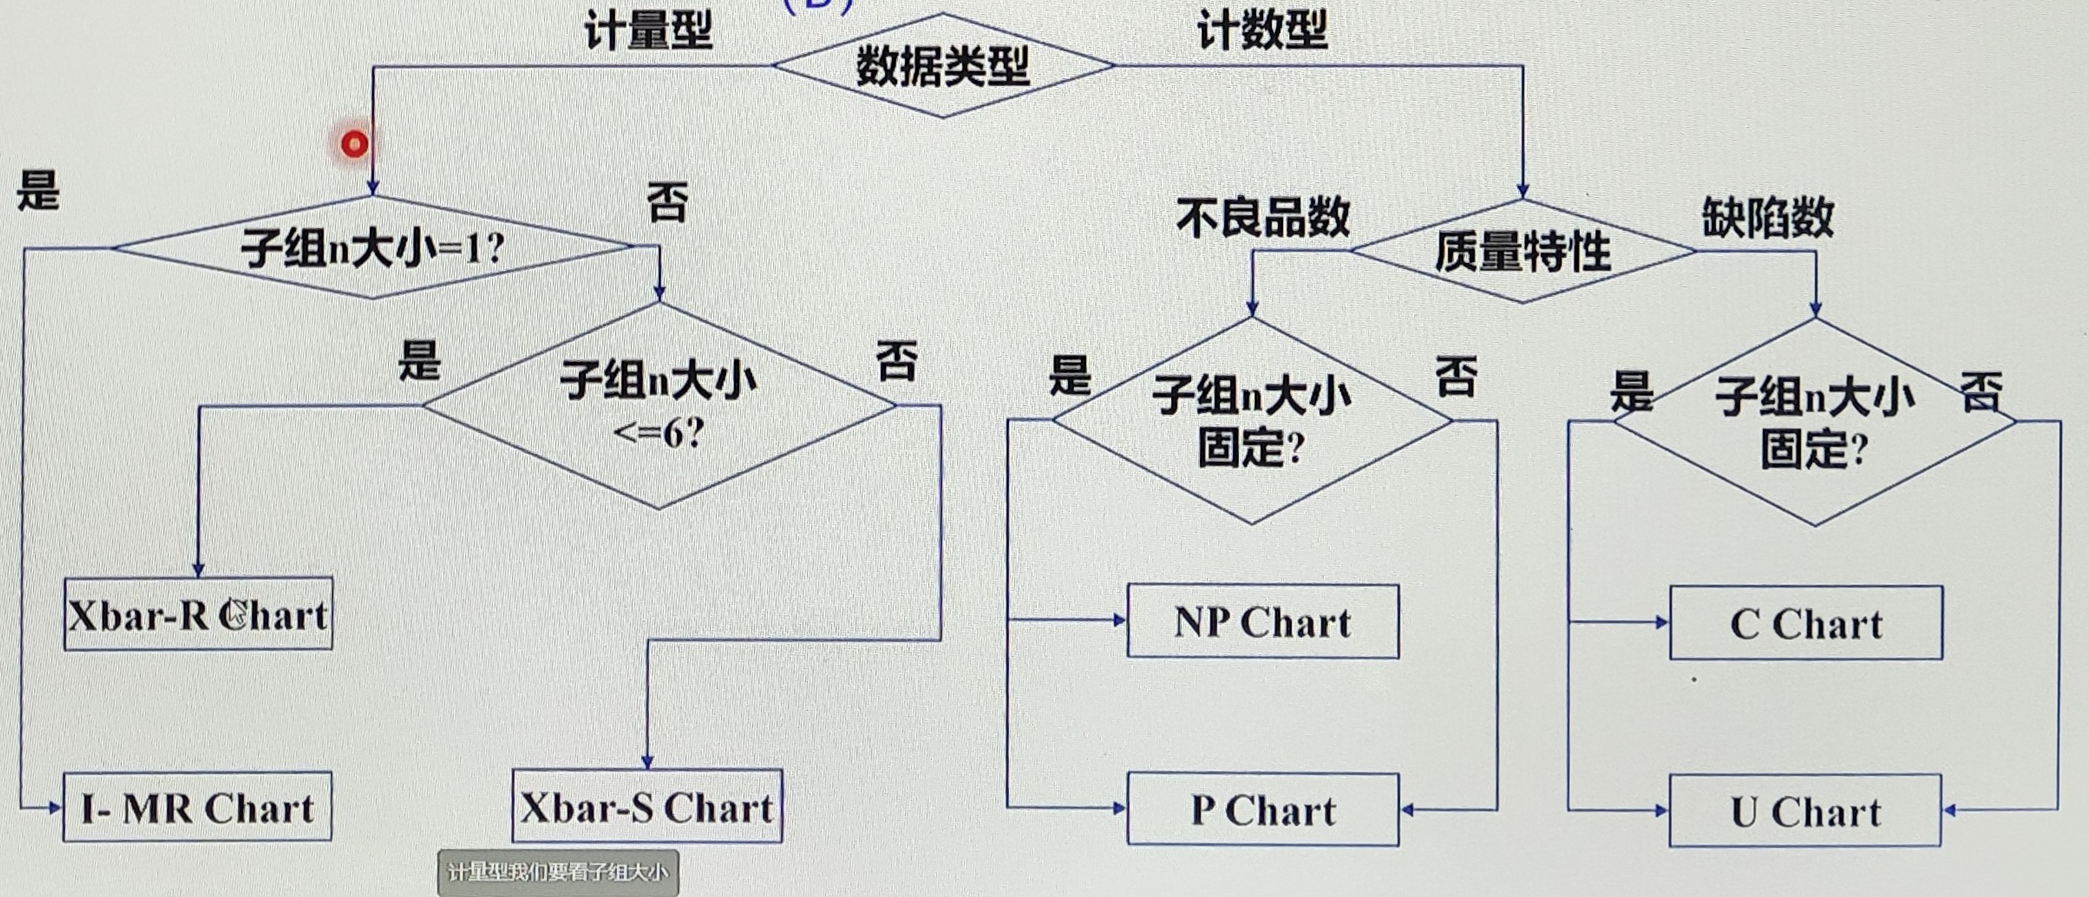 (B)
计量型
计数型
数据类型
是
否
子组n大小=1?
不良品数
缺陷数
质量特性
是
否
子组n大小
<=6?
是
否
子组n大小
固定?
是
否
子组n大小
固定?
Xbar-R Chart
NP Chart
C Chart
I- MR Chart
Xbar-S Chart
P Chart
U Chart
计量型我们要看子组大小